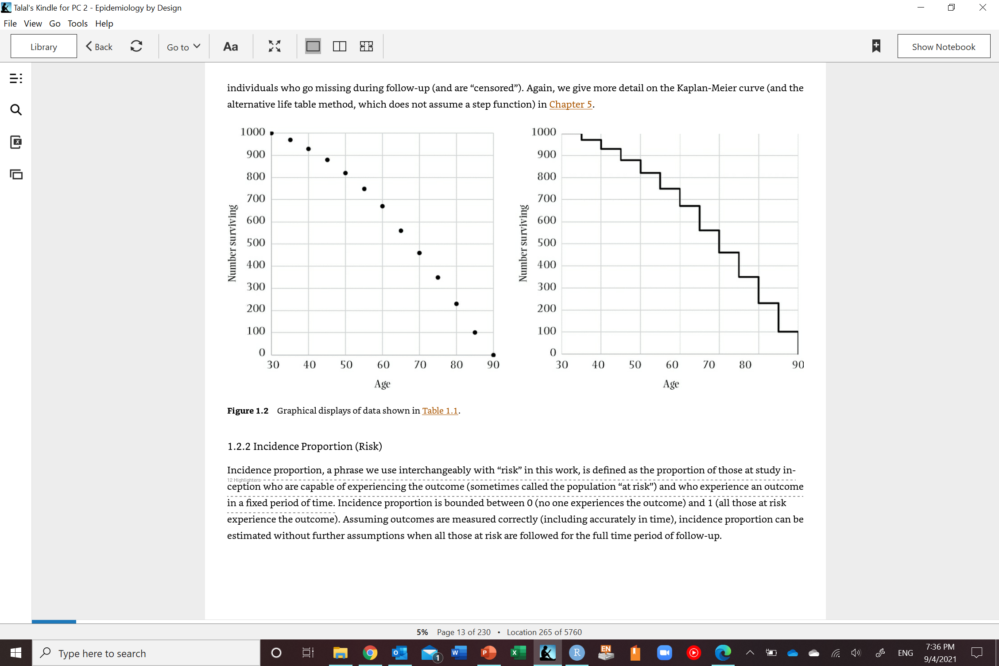 Talal's Kindle for PC 2 - Epidemiology by Design
File View Go Tools Help
Library
Back
Go to
Aa
Show Notebook
individuals who go missing during follow-up (and are “censored”). Again, we give more detail on the Kaplan-Meier curve (and the
alternative life table method, which does not assume a step function) in Chapter 5.
1000
900
800
700
600
500
400
300
200
100
0
Number surviving
30 40 50 60 70 80 90
Age
1000
900
800
700
600
500
400
300
200
100
0
Number surviving
30 40 50 60 70 80 90
Age
Figure 1.2 Graphical displays of data shown in Table 1.1.
1.2.2 Incidence Proportion (Risk)
Incidence proportion, a phrase we use interchangeably with “risk” in this work, is defined as the proportion of those at study in-
12 Highlighters
ception who are capable of experiencing the outcome (sometimes called the population “at risk”) and who experience an outcome
in a fixed period of time. Incidence proportion is bounded between 0 (no one experiences the outcome) and 1 (all those at risk
experience the outcome). Assuming outcomes are measured correctly (including accurately in time), incidence proportion can be
estimated without further assumptions when all those at risk are followed for the full time period of follow-up.
5% Page 13 of 230 • Location 265 of 5760
Type here to search
O
1
W
P
X
R
EN
ENG
7:36 PM
9/4/2021